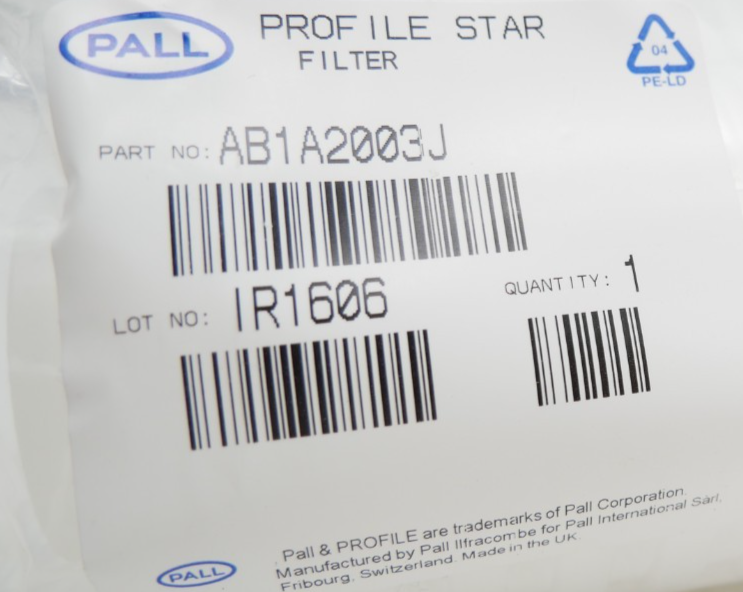 PALL
PROFILE STAR
FILTER
04
PE-LD
PART NO: AB1A2003J
LOT NO: IR1606
QUANTITY: 1
Pall & PROFILE are trademarks of Pall Corporation.
Manufactured by Pall Ilfracombe for Pall International Sarl,
Fribourg, Switzerland. Made in the UK
PALL